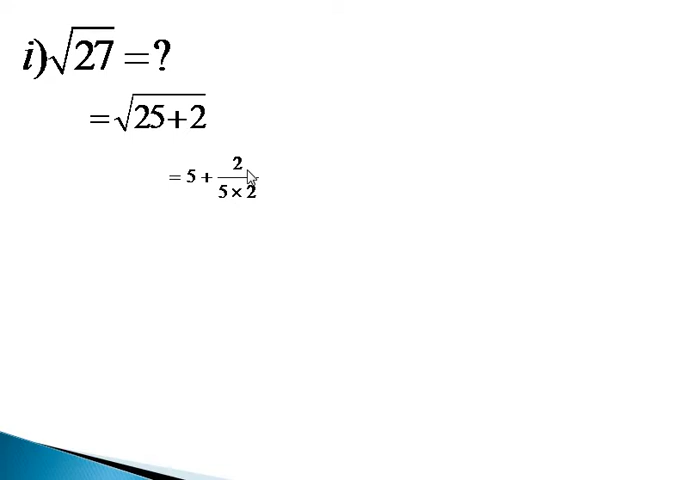 i)√27 = ?
= √25+2
= 5 + 2/(5 × 2)